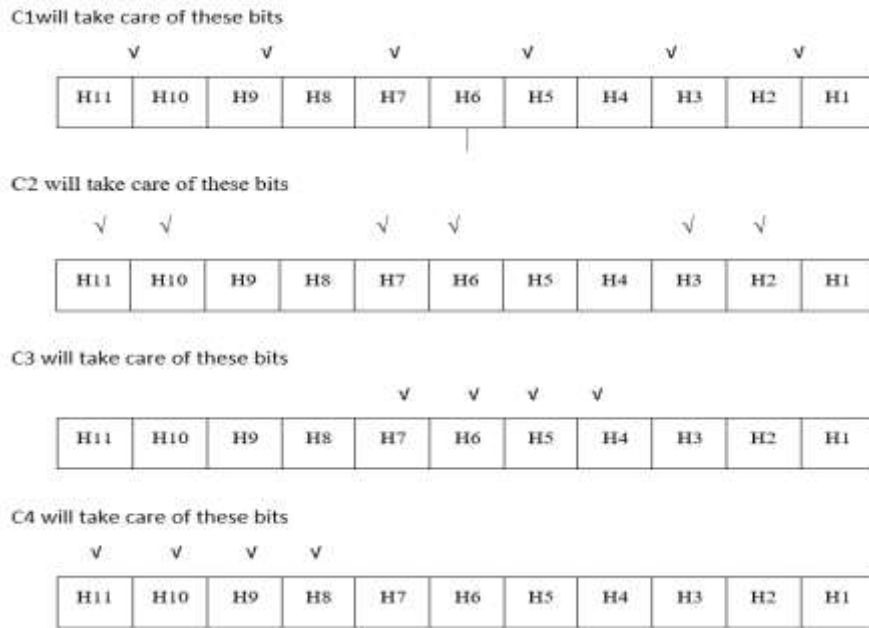 C1will take care of these bits
√ √ √ √ √ √
H11 H10 H9 H8 H7 H6 H5 H4 H3 H2 H1
C2 will take care of these bits
√ √ √ √ √ √
H11 H10 H9 H8 H7 H6 H5 H4 H3 H2 H1
C3 will take care of these bits
√ √ √ √
H11 H10 H9 H8 H7 H6 H5 H4 H3 H2 H1
C4 will take care of these bits
√ √ √ √
H11 H10 H9 H8 H7 H6 H5 H4 H3 H2 H1